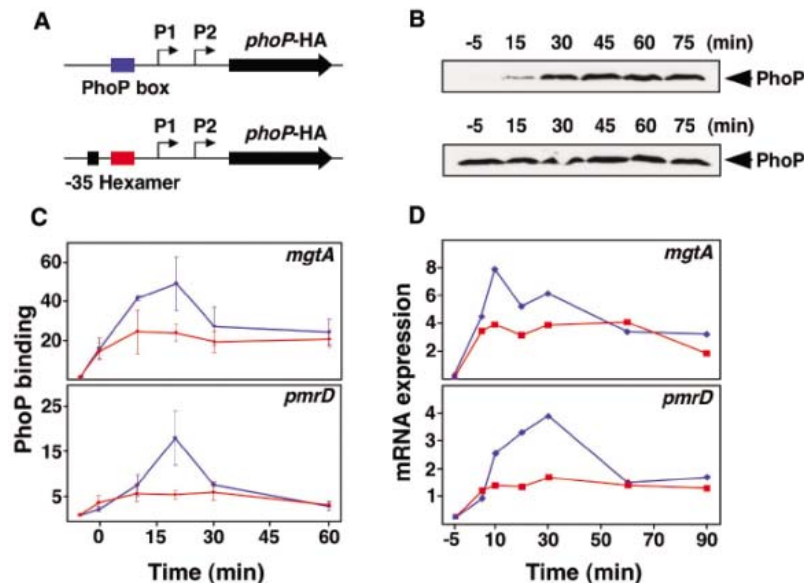 A
P1 P2 phoP-HA
PhoP box
P1 P2 phoP-HA
-35 Hexamer
B
-5 15 30 45 60 75 (min)
PhoP
-5 15 30 45 60 75 (min)
PhoP
C
mgtA
60
40
20
pmrD
25
15
5
PhoP binding
0 15 30 45 60
Time (min)
D
mgtA
8
6
4
2
pmrD
4
3
2
1
mRNA expression
-5 10 30 50 70 90
Time (min)